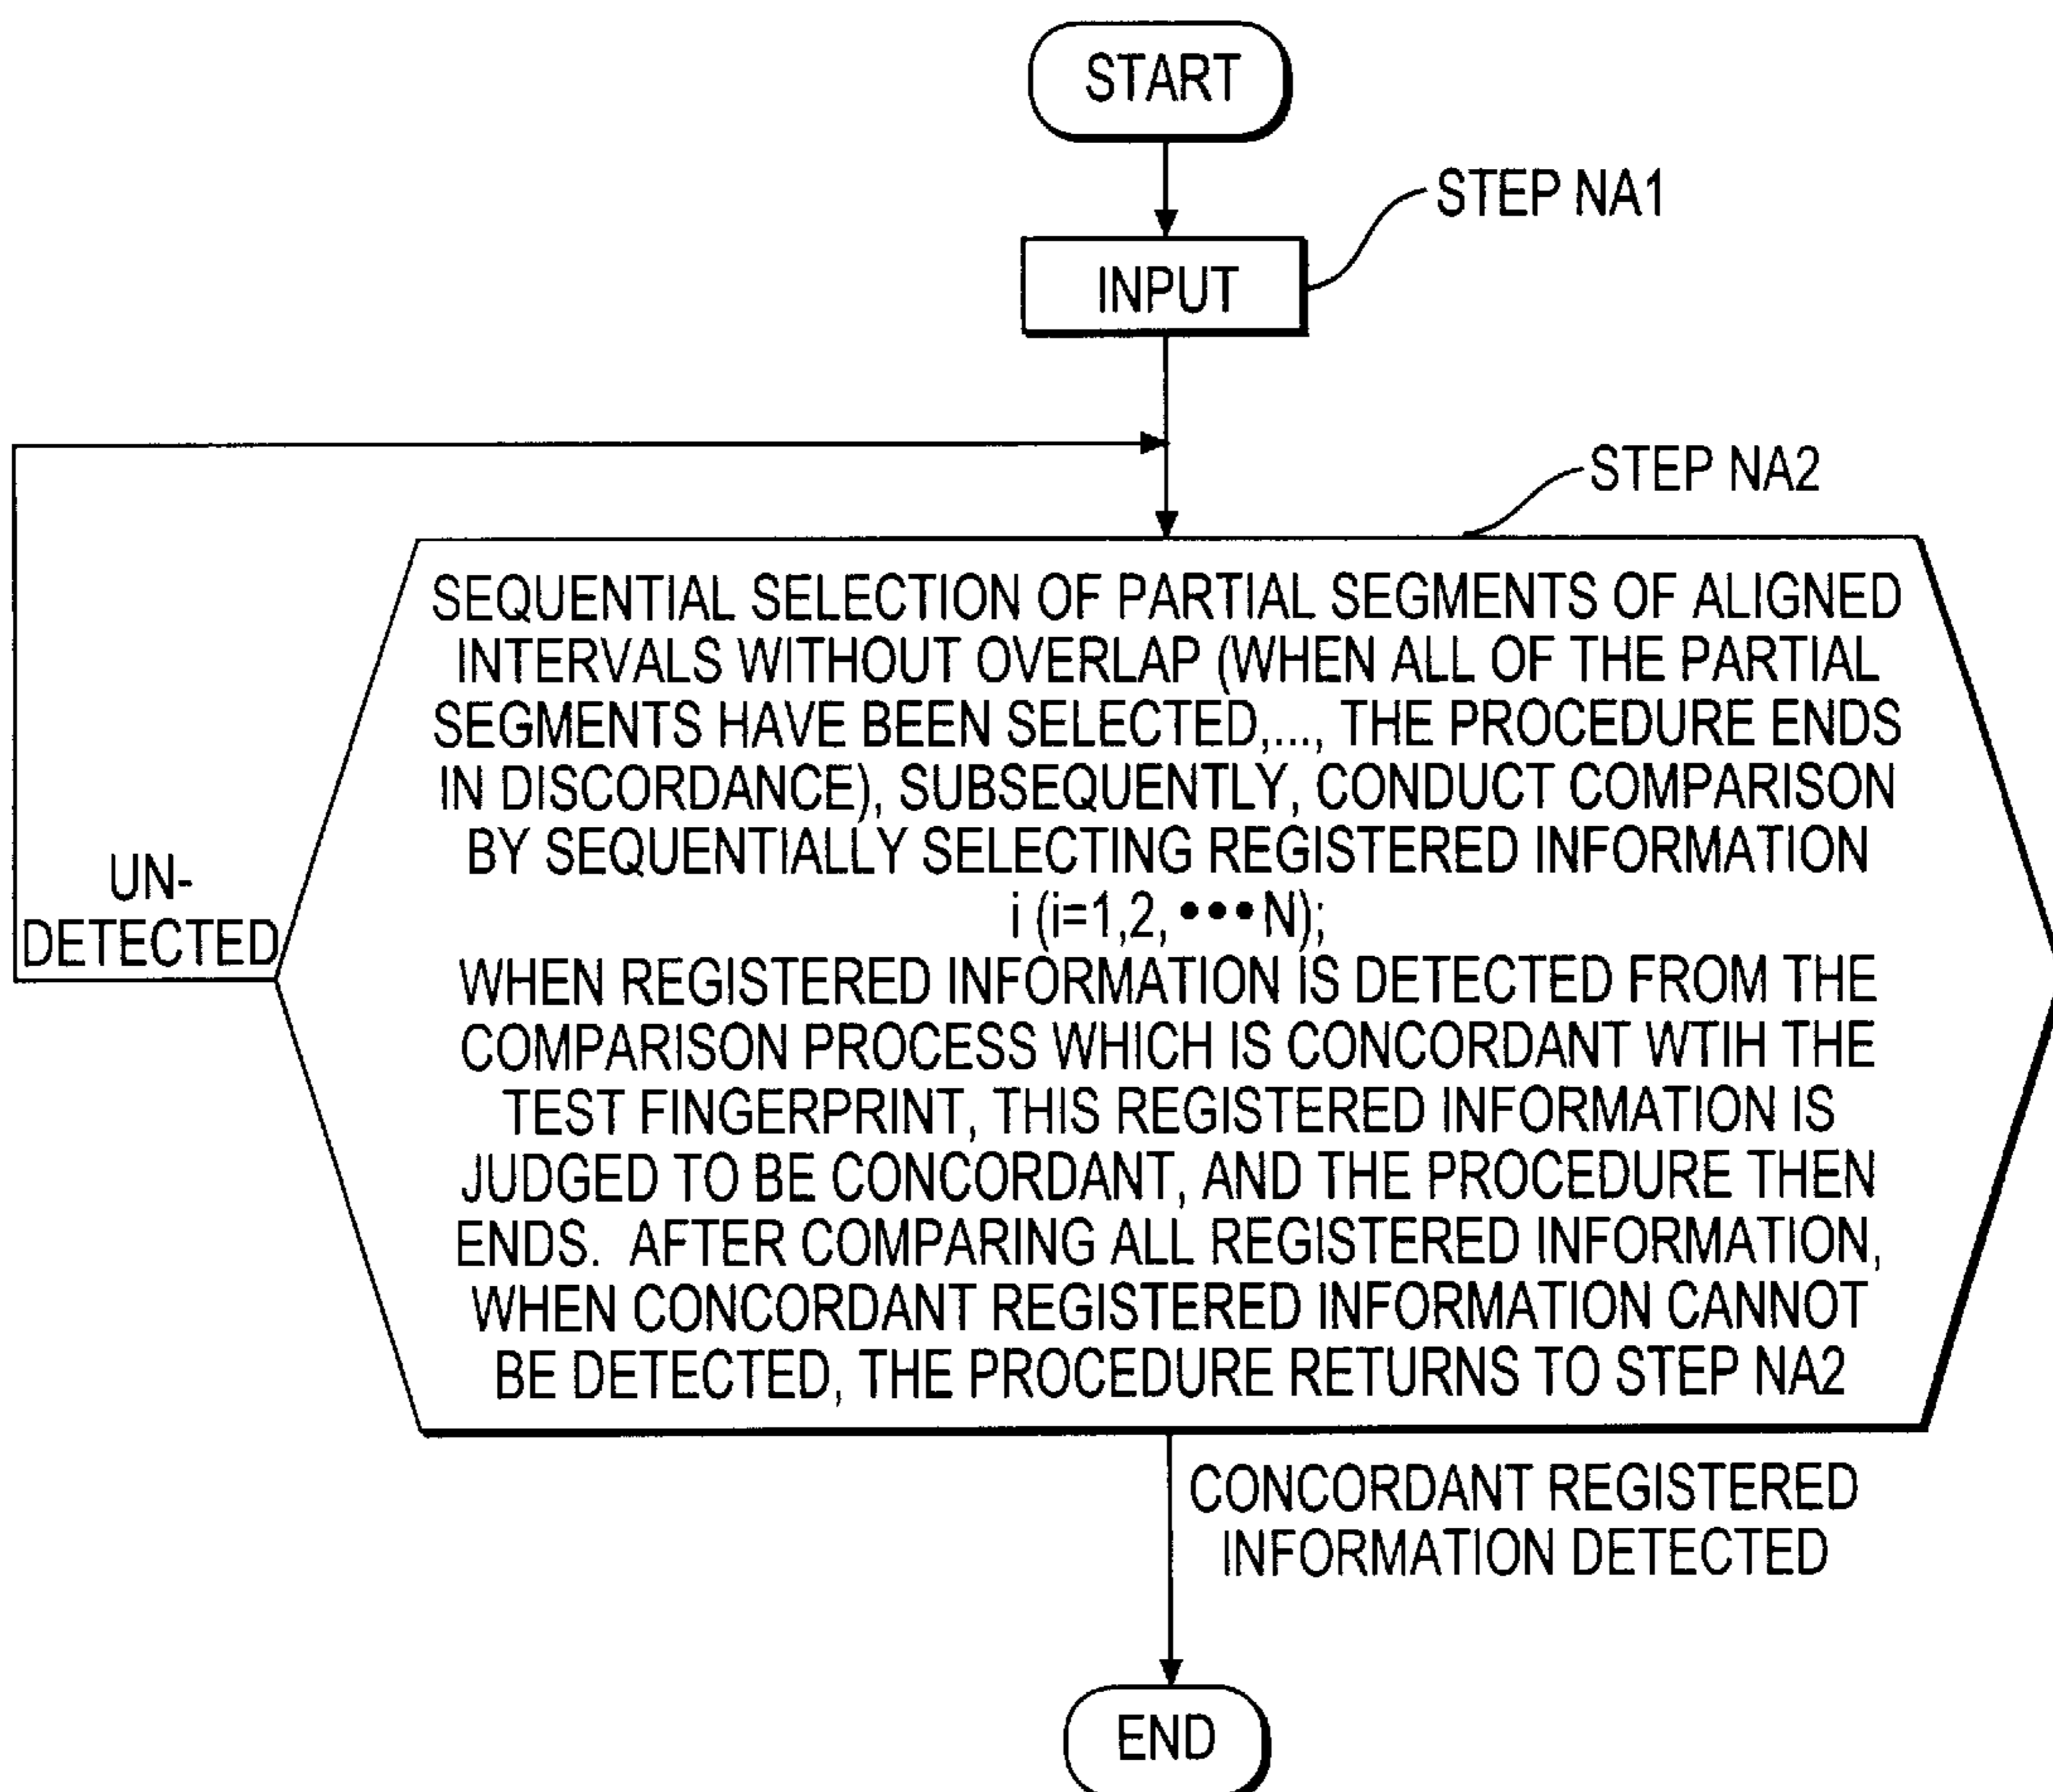 START
STEP NA1
INPUT
STEP NA2
SEQUENTIAL SELECTION OF PARTIAL SEGMENTS OF ALIGNED
INTERVALS WITHOUT OVERLAP (WHEN ALL OF THE PARTIAL
SEGMENTS HAVE BEEN SELECTED,..., THE PROCEDURE ENDS
IN DISCORDANCE), SUBSEQUENTLY, CONDUCT COMPARISON
BY SEQUENTIALLY SELECTING REGISTERED INFORMATION
i (i=1,2, •••N);
WHEN REGISTERED INFORMATION IS DETECTED FROM THE
COMPARISON PROCESS WHICH IS CONCORDANT WTIH THE
TEST FINGERPRINT, THIS REGISTERED INFORMATION IS
JUDGED TO BE CONCORDANT, AND THE PROCEDURE THEN
ENDS. AFTER COMPARING ALL REGISTERED INFORMATION,
WHEN CONCORDANT REGISTERED INFORMATION CANNOT
BE DETECTED, THE PROCEDURE RETURNS TO STEP NA2
UN-
DETECTED
CONCORDANT REGISTERED
INFORMATION DETECTED
END